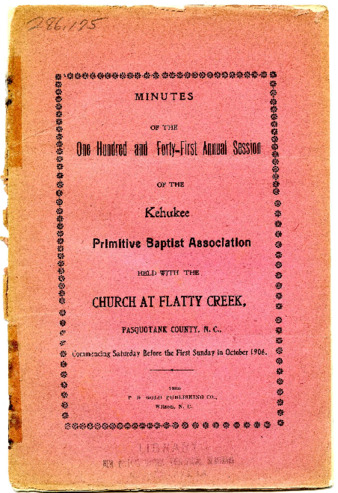 286.175
MINUTES
OF THE
One Hundred and Forty-First Annual Session
OF THE
Kehukee
Primitive Baptist Association
HELD WITH THE
CHURCH AT FLATTY CREEK,
PASQUOTANK COUNTY, N. C.,
Commencing Saturday Before the First Sunday in October 1906.
1906
P. D. GOLD PUBLISHING CO.,
Wilson, N. C.
LIBRARY